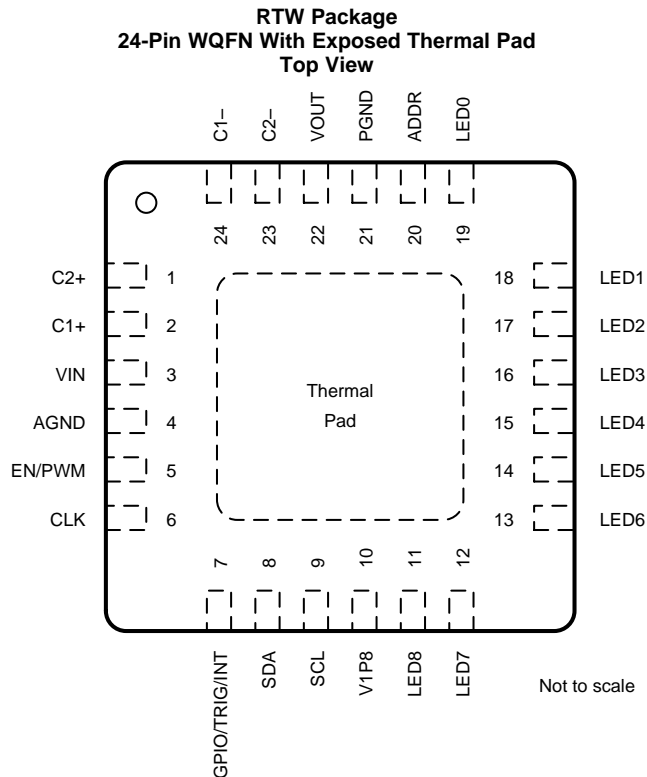 RTW Package
24-Pin WQFN With Exposed Thermal Pad
Top View
C1–
C2–
VOUT
PGND
ADDR
LED0
24
23
22
21
20
19
C2+ 1
C1+ 2
VIN 3
AGND 4
EN/PWM 5
CLK 6
18 LED1
17 LED2
16 LED3
15 LED4
14 LED5
13 LED6
Thermal
Pad
7
8
9
10
11
12
GPIO/TRIG/INT
SDA
SCL
V1P8
LED8
LED7
Not to scale